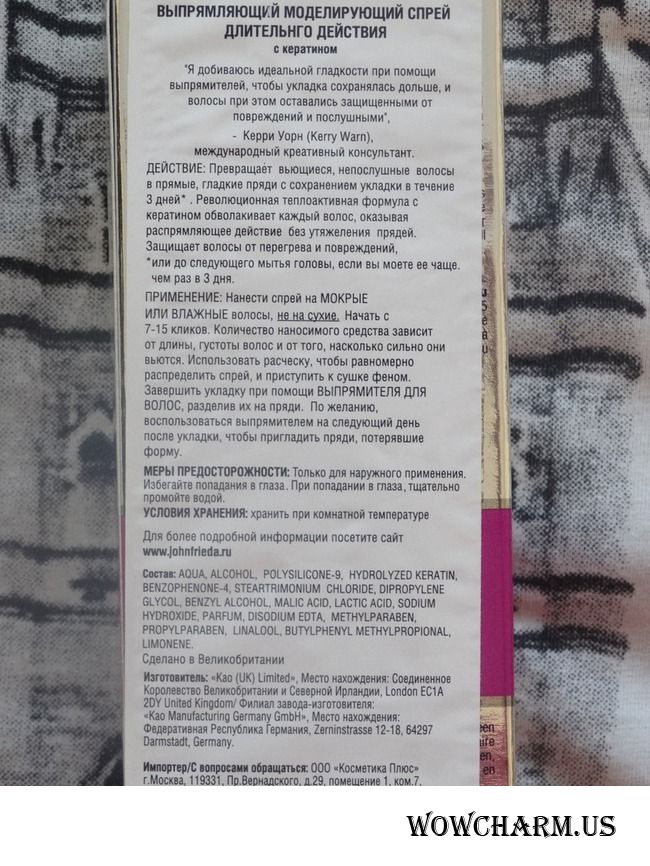 ВЫПРЯМЛЯЮЩИЙ МОДЕЛИРУЮЩИЙ СПРЕЙ
ДЛИТЕЛЬНГО ДЕЙСТВИЯ
с кератином
"Я добиваюсь идеальной гладкости при помощи
выпрямителей, чтобы укладка сохранялась дольше, и
волосы при этом оставались защищенными от
повреждений и послушными",
- Керри Уорн (Kerry Warn),
международный креативный консультант.
ДЕЙСТВИЕ: Превращает вьющиеся, непослушные волосы
в прямые, гладкие пряди с сохранением укладки в течение
3 дней* . Революционная теплоактивная формула с
кератином обволакивает каждый волос, оказывая
распрямляющее действие без утяжеления прядей.
Защищает волосы от перегрева и повреждений,
*или до следующего мытья головы, если вы моете ее чаще.
чем раз в 3 дня.
ПРИМЕНЕНИЕ: Нанести спрей на МОКРЫЕ
ИЛИ ВЛАЖНЫЕ волосы, не на сухие. Начать с
7-15 кликов. Количество наносимого средства зависит
от длины, густоты волос и от того, насколько сильно они
вьются. Использовать расческу, чтобы равномерно
распределить спрей, и приступить к сушке феном.
Завершить укладку при помощи ВЫПРЯМИТЕЛЯ ДЛЯ
ВОЛОС, разделив их на пряди. По желанию,
воспользоваться выпрямителем на следующий день
после укладки, чтобы пригладить пряди, потерявшие
форму.
МЕРЫ ПРЕДОСТОРОЖНОСТИ: Только для наружного применения.
Избегайте попадания в глаза. При попадании в глаза, тщательно
промойте водой.
УСЛОВИЯ ХРАНЕНИЯ: хранить при комнатной температуре
Для более подробной информации посетите сайт
www.johnfrieda.ru
Состав: AQUA, ALCOHOL, POLYSILICONE-9, HYDROLYZED KERATIN,
BENZOPHENONE-4, STEARTRIMONIUM CHLORIDE, DIPROPYLENE
GLYCOL, BENZYL ALCOHOL, MALIC ACID, LACTIC ACID, SODIUM
HYDROXIDE, PARFUM, DISODIUM EDTA, METHYLPARABEN,
PROPYLPARABEN, LINALOOL, BUTYLPHENYL METHYLPROPIONAL,
LIMONENE.
Сделано в Великобритании
Изготовитель: «Kao (UK) Limited», Место нахождения: Соединенное
Королевство Великобритании и Северной Ирландии, London EC1A
2DY United Kingdom/ Филиал завода-изготовителя:
«Kao Manufacturing Germany GmbH», Место нахождения:
Федеративная Республика Германия, Zerninstrasse 12-18, 64297
Darmstadt, Germany.
Импортер/С вопросами обращаться: ООО «Косметика Плюс»
г.Москва, 119331, Пр.Вернадского, д.29, помещение 1, ком.7,
WOWCHARM.US